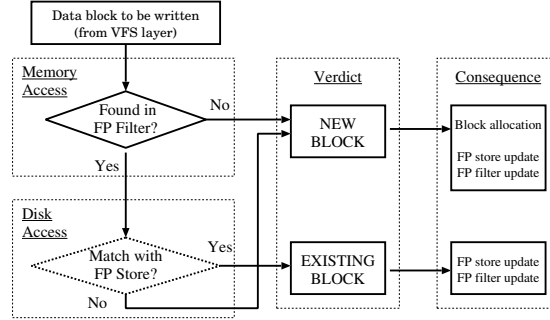 Data block to be written
(from VFS layer)
Memory
Access
Found in
FP Filter?
No
Yes
Disk
Access
Match with
FP Store?
Yes
No
Verdict
NEW
BLOCK
EXISTING
BLOCK
Consequence
Block allocation
FP store update
FP filter update
FP store update
FP filter update